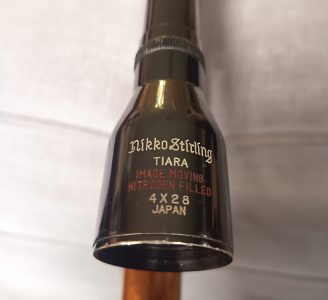 Nikko Stirling
TIARA
IMAGE MOVING
NITROGEN FILLED
4X28
JAPAN